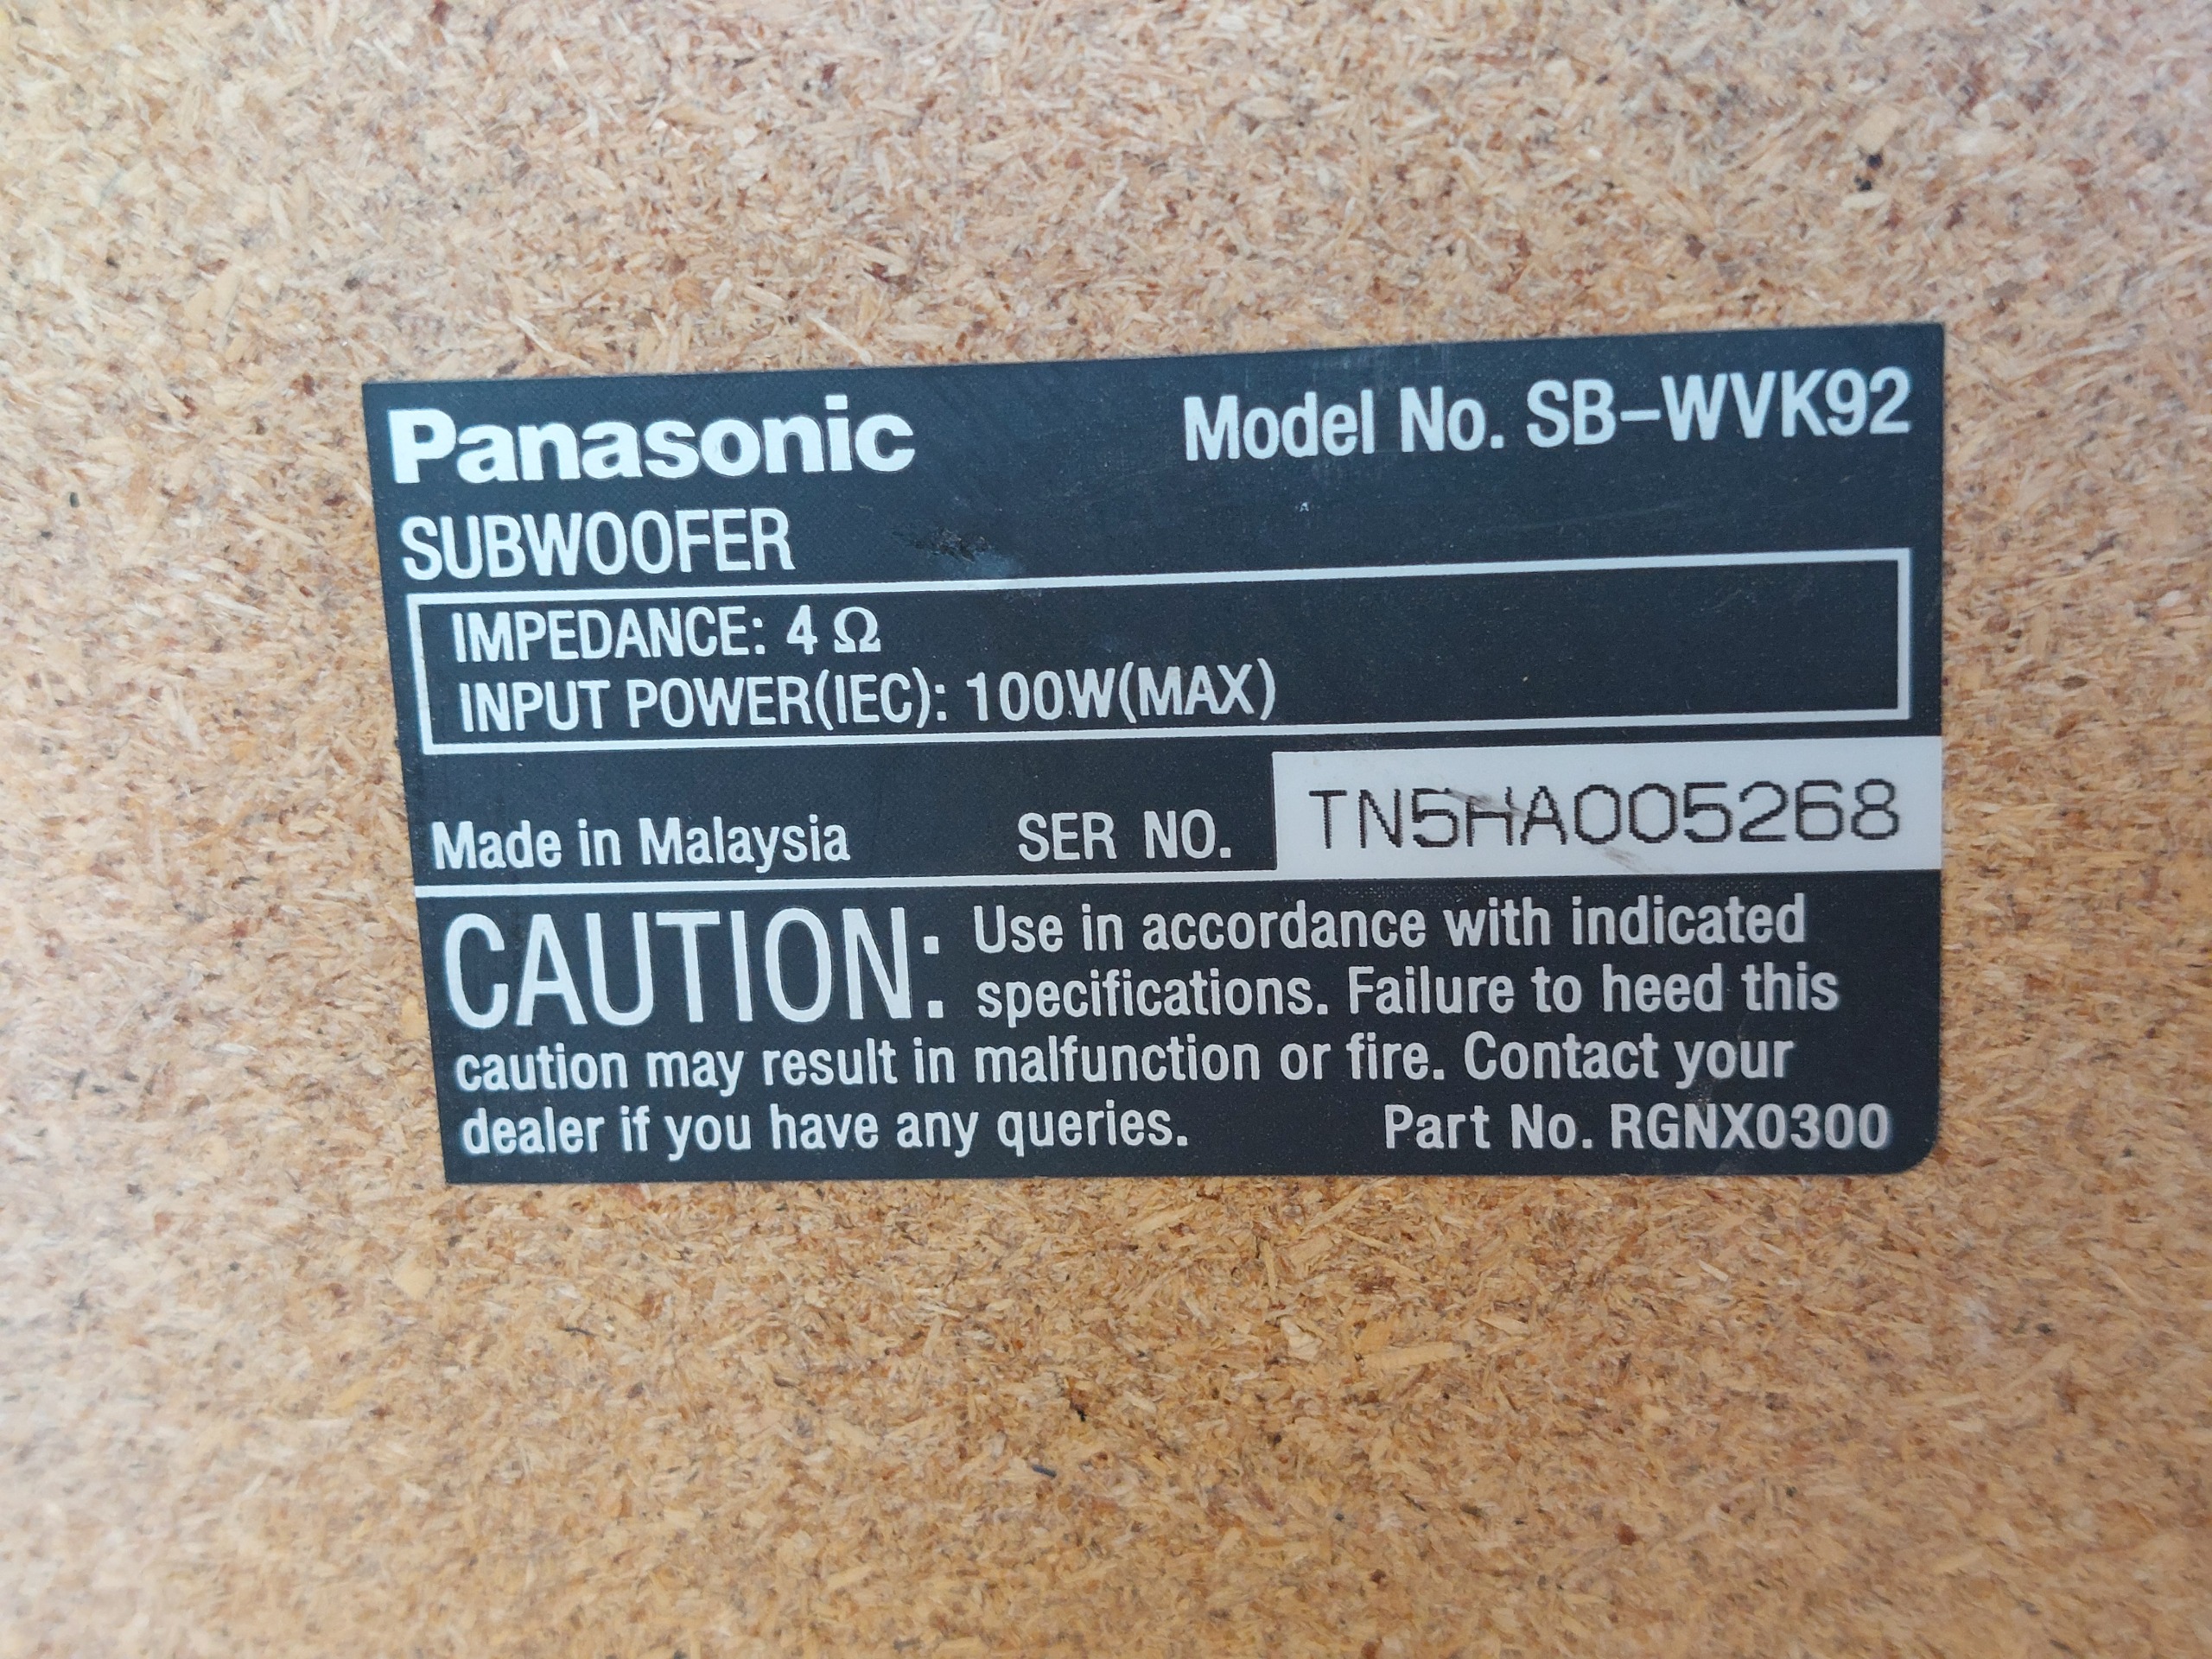 Panasonic Model No. SB-WVK92
SUBWOOFER
IMPEDANCE: 4 Ω
INPUT POWER(IEC): 100W(MAX)
Made in Malaysia SER NO. TN5HA005268
CAUTION: Use in accordance with indicated
specifications. Failure to heed this
caution may result in malfunction or fire. Contact your
dealer if you have any queries. Part No. RGNX0300